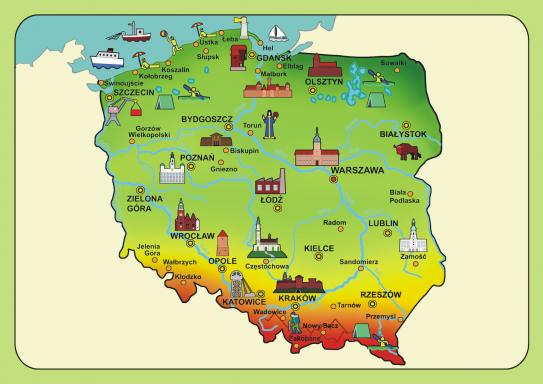 Łeba
Ustka
Hel
Słupsk
GDAŃSK
Elbląg
Suwałki
Koszalin
Kołobrzeg
Malbork
Świnoujście
OLSZTYN
SZCZECIN
BYDGOSZCZ
Toruń
Gorzów
Wielkopolski
BIAŁYSTOK
Biskupin
POZNAŃ
Gniezno
WARSZAWA
ZIELONA
GÓRA
Biała
Podlaska
ŁÓDŹ
Radom
LUBLIN
WROCŁAW
Jelenia
Góra
Wałbrzych
OPOLE
KIELCE
Częstochowa
Sandomierz
Zamość
Kłodzko
KATOWICE
KRAKÓW
RZESZÓW
Tarnów
Wadowice
Przemyśl
Nowy Sącz
Zakopane